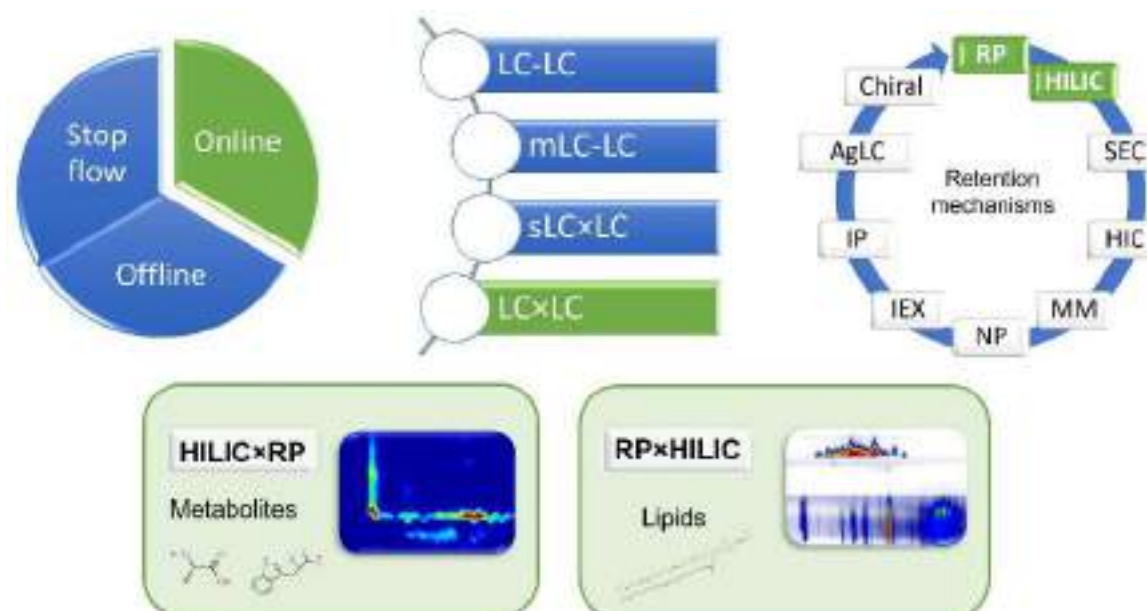 Stop
flow
Online
Offline
LC-LC
mLC-LC
sLC×LC
LC×LC
RP
HILIC
SEC
HIC
MM
NP
IEX
IP
AgLC
Chiral
Retention
mechanisms
HILIC×RP
Metabolites
RP×HILIC
Lipids